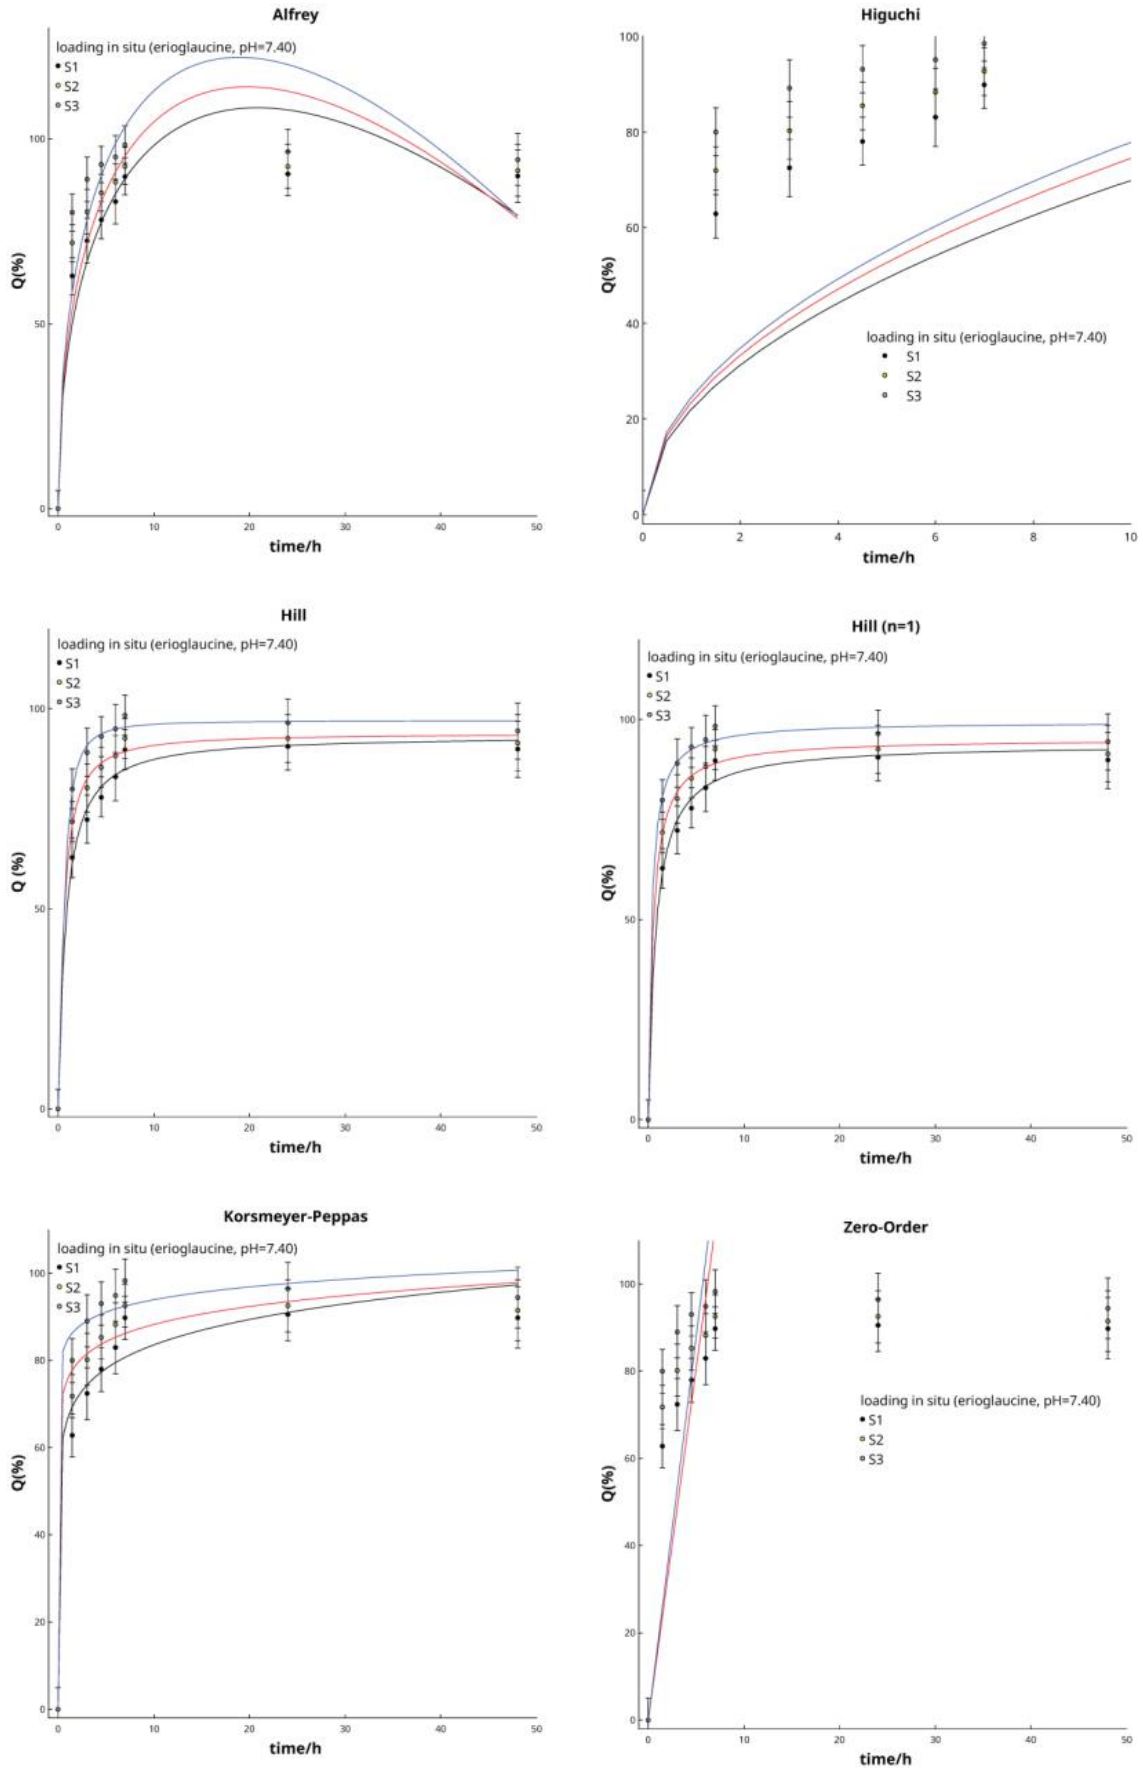 Alfrey
loading in situ (erioglaucine, pH=7.40)
S1
S2
S3
100
50
0
Q(%)
0 10 20 30 40 50
time/h
Higuchi
100
80
60
40
20
0
Q(%)
loading in situ (erioglaucine, pH=7.40)
S1
S2
S3
0 2 4 6 8 10
time/h
Hill
loading in situ (erioglaucine, pH=7.40)
S1
S2
S3
100
50
0
Q (%)
0 10 20 30 40 50
time/h
Hill (n=1)
loading in situ (erioglaucine, pH=7.40)
S1
S2
S3
100
50
0
Q(%)
0 10 20 30 40 50
time/h
Korsmeyer-Peppas
loading in situ (erioglaucine, pH=7.40)
S1
S2
S3
100
80
60
40
20
0
Q(%)
0 10 20 30 40 50
time/h
Zero-Order
100
80
60
40
20
0
Q(%)
loading in situ (erioglaucine, pH=7.40)
S1
S2
S3
0 10 20 30 40 50
time/h